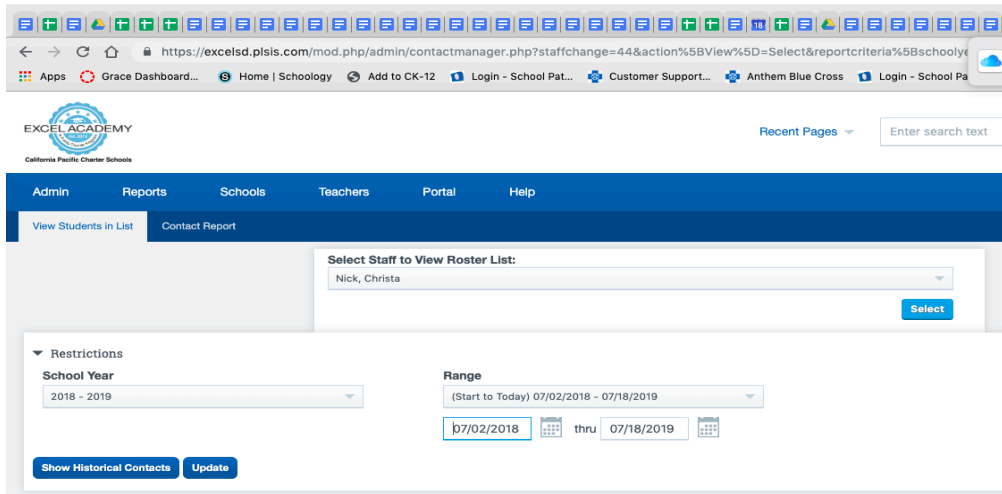 18
https://excelsd.plsis.com/mod.php/admin/contactmanager.php?staffchange=44&action%5BView%5D=Select&reportcriteria%5Bschoolye
Apps Grace Dashboard... Home | Schoology Add to CK-12 Login - School Pat... Customer Support... Anthem Blue Cross Login - School Pa
EXCEL ACADEMY
California Pacific Charter Schools
Recent Pages Enter search text
Admin Reports Schools Teachers Portal Help
View Students in List Contact Report
Select Staff to View Roster List:
Nick, Christa
Select
Restrictions
School Year Range
2018 - 2019 (Start to Today) 07/02/2018 - 07/18/2019
07/02/2018 thru 07/18/2019
Show Historical Contacts Update